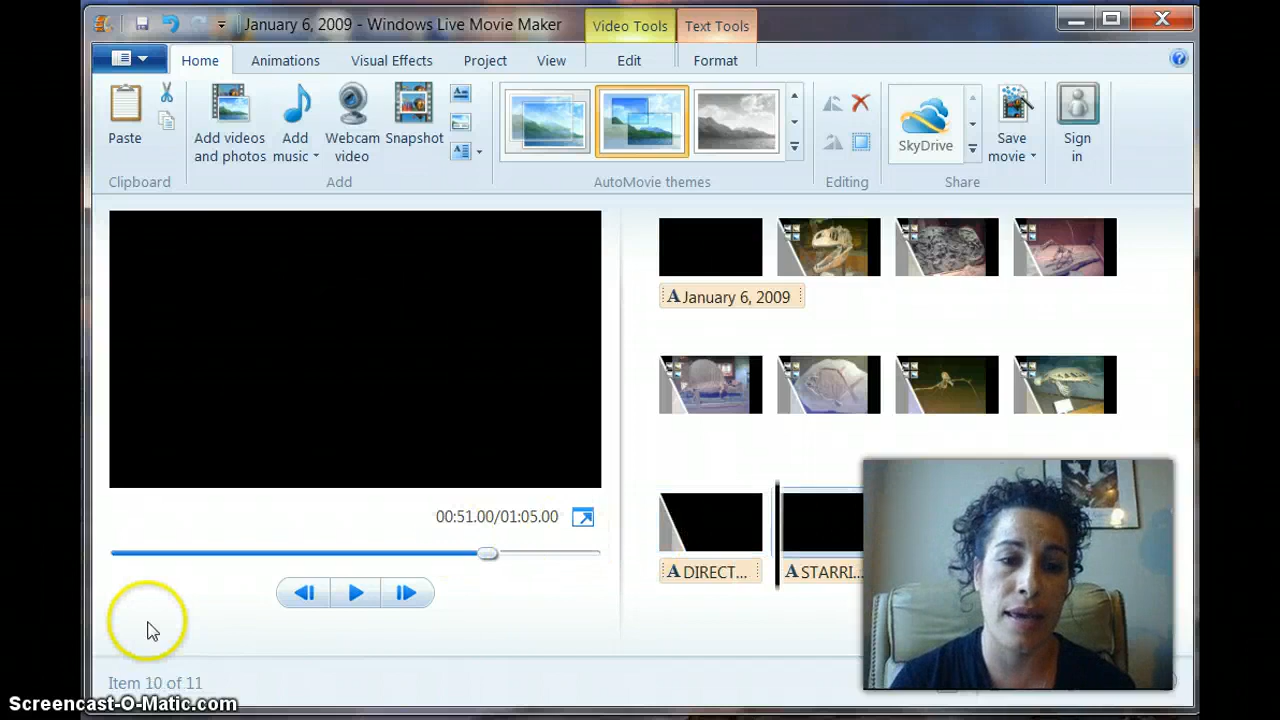 January 6, 2009 - Windows Live Movie Maker
Video Tools
Text Tools
Home
Animations
Visual Effects
Project
View
Edit
Format
Paste
Add videos
and photos
Add
music
Webcam
video
Snapshot
SkyDrive
Save
movie
Sign
in
Clipboard
Add
AutoMovie themes
Editing
Share
A January 6, 2009
00:51.00/01:05.00
A DIRECT...
A STARRI...
Item 10 of 11
Screencast-O-Matic.com